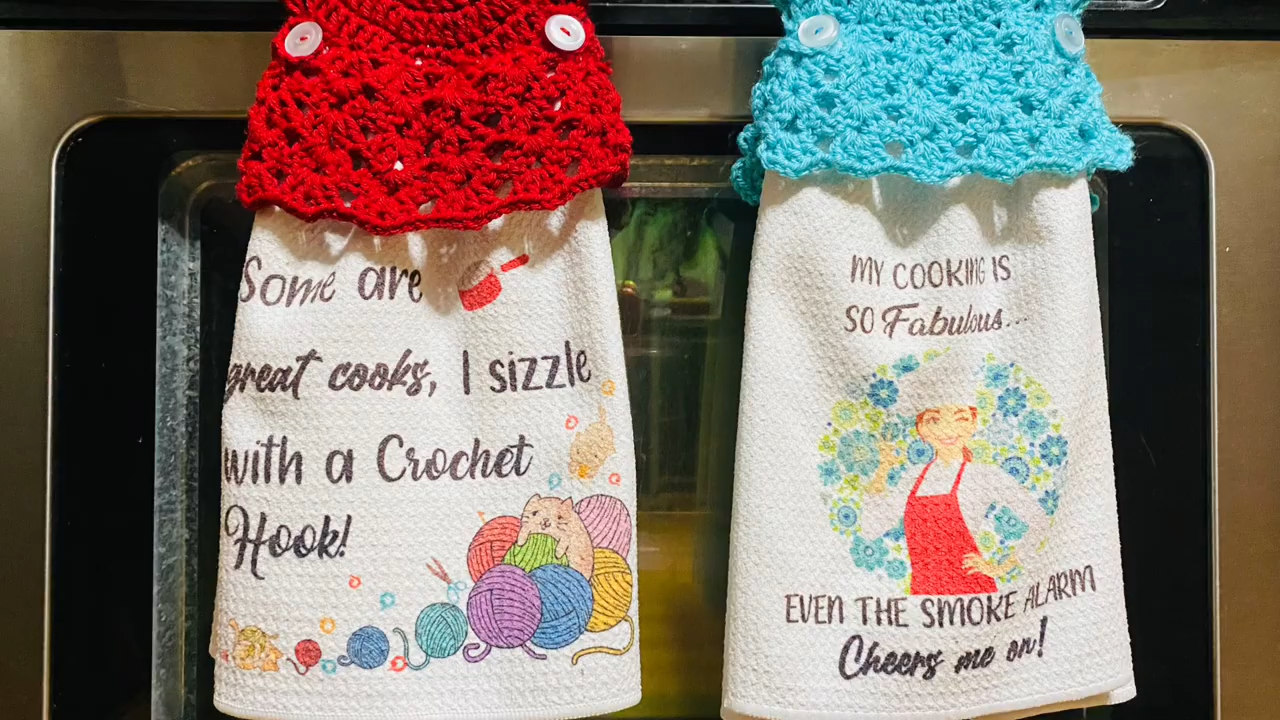 Some are
great cooks, I sizzle
with a Crochet
Hook!
MY COOKING IS
SO Fabulous...
EVEN THE SMOKE ALARM
Cheers me on!